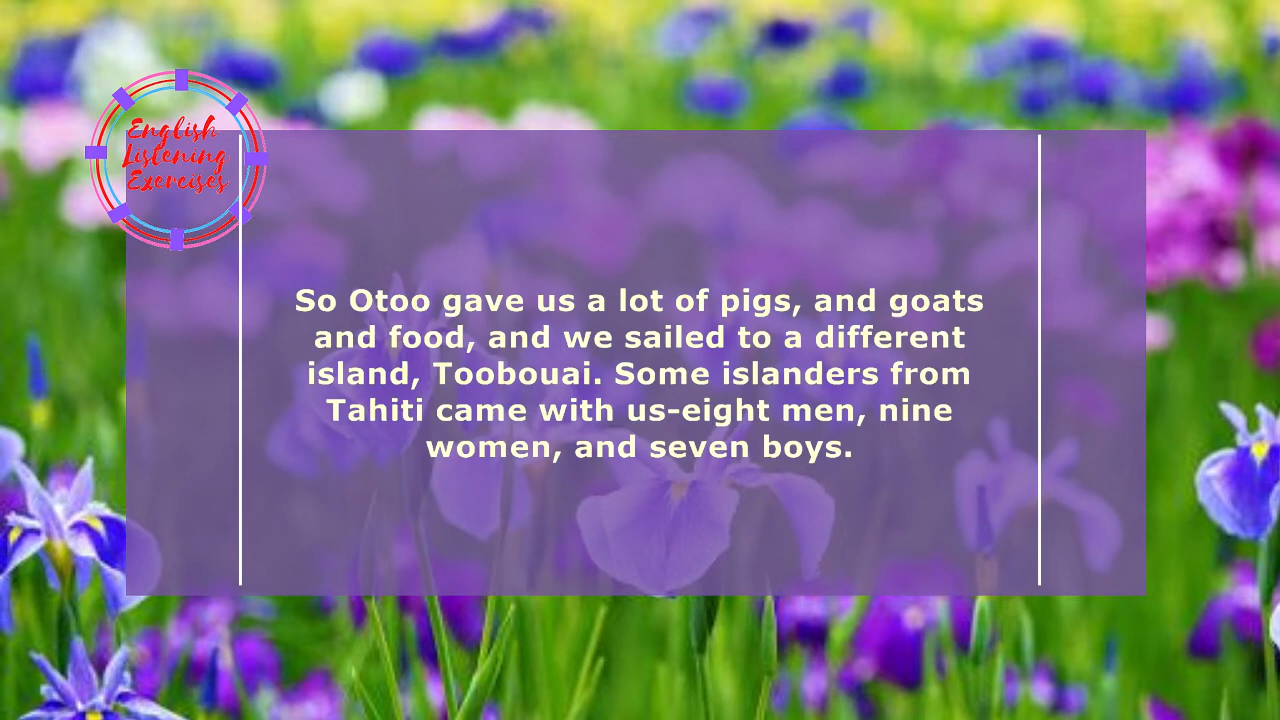 English
Listening
Exercises
So Otoo gave us a lot of pigs, and goats
and food, and we sailed to a different
island, Toobouai. Some islanders from
Tahiti came with us-eight men, nine
women, and seven boys.